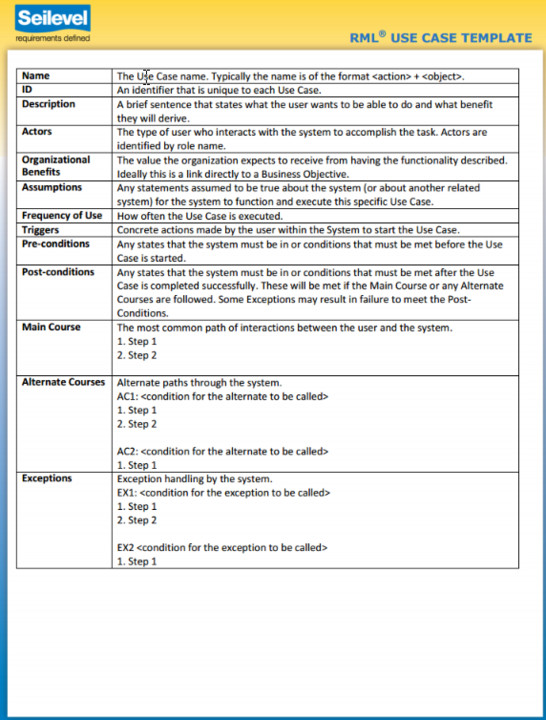 Seilevel
requirements defined
RML® USE CASE TEMPLATE
Name
The Use Case name. Typically the name is of the format <action> + <object>.
ID
An identifier that is unique to each Use Case.
Description
A brief sentence that states what the user wants to be able to do and what benefit
they will derive.
Actors
The type of user who interacts with the system to accomplish the task. Actors are
identified by role name.
Organizational
Benefits
The value the organization expects to receive from having the functionality described.
Ideally this is a link directly to a Business Objective.
Assumptions
Any statements assumed to be true about the system (or about another related
system) for the system to function and execute this specific Use Case.
Frequency of Use
How often the Use Case is executed.
Triggers
Concrete actions made by the user within the System to start the Use Case.
Pre-conditions
Any states that the system must be in or conditions that must be met before the Use
Case is started.
Post-conditions
Any states that the system must be in or conditions that must be met after the Use
Case is completed successfully. These will be met if the Main Course or any Alternate
Courses are followed. Some Exceptions may result in failure to meet the Post-
Conditions.
Main Course
The most common path of interactions between the user and the system.
1. Step 1
2. Step 2
Alternate Courses
Alternate paths through the system.
AC1: <condition for the alternate to be called>
1. Step 1
2. Step 2
AC2: <condition for the alternate to be called>
1. Step 1
Exceptions
Exception handling by the system.
EX1: <condition for the exception to be called>
1. Step 1
2. Step 2
EX2 <condition for the exception to be called>
1. Step 1